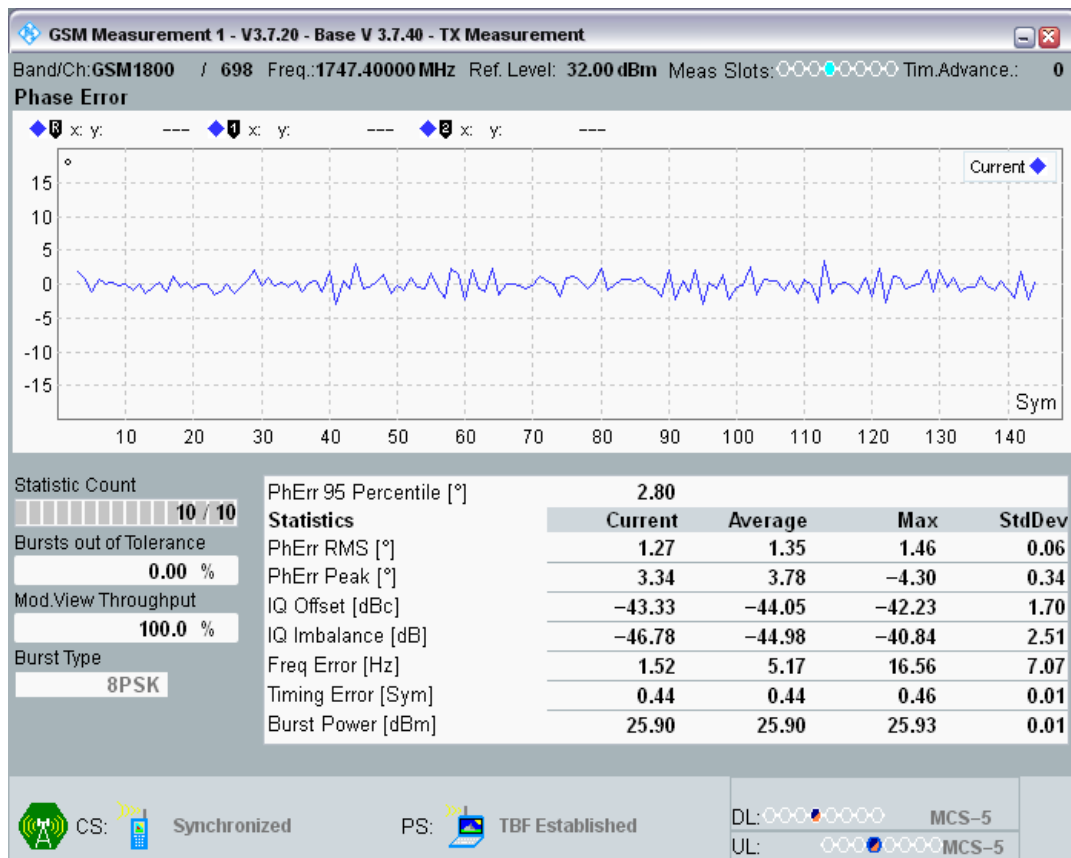 GSM Measurement 1 - V3.7.20 - Base V 3.7.40 - TX Measurement
Band/Ch:GSM1800 / 698 Freq.:1747.40000 MHz Ref. Level: 32.00 dBm Meas Slots: Tim.Advance.: 0
Phase Error
R x: y: --- 1 x: y: --- 2 x: y: ---
°
Current
15
10
5
0
-5
-10
-15
Sym
10 20 30 40 50 60 70 80 90 100 110 120 130 140
Statistic Count
10 / 10
Bursts out of Tolerance
0.00 %
Mod.View Throughput
100.0 %
Burst Type
8PSK
PhErr 95 Percentile [°] 2.80
Statistics Current Average Max StdDev
PhErr RMS [°] 1.27 1.35 1.46 0.06
PhErr Peak [°] 3.34 3.78 −4.30 0.34
IQ Offset [dBc] −43.33 −44.05 −42.23 1.70
IQ Imbalance [dB] −46.78 −44.98 −40.84 2.51
Freq Error [Hz] 1.52 5.17 16.56 7.07
Timing Error [Sym] 0.44 0.44 0.46 0.01
Burst Power [dBm] 25.90 25.90 25.93 0.01
CS: Synchronized PS: TBF Established
DL: MCS−5
UL: MCS−5